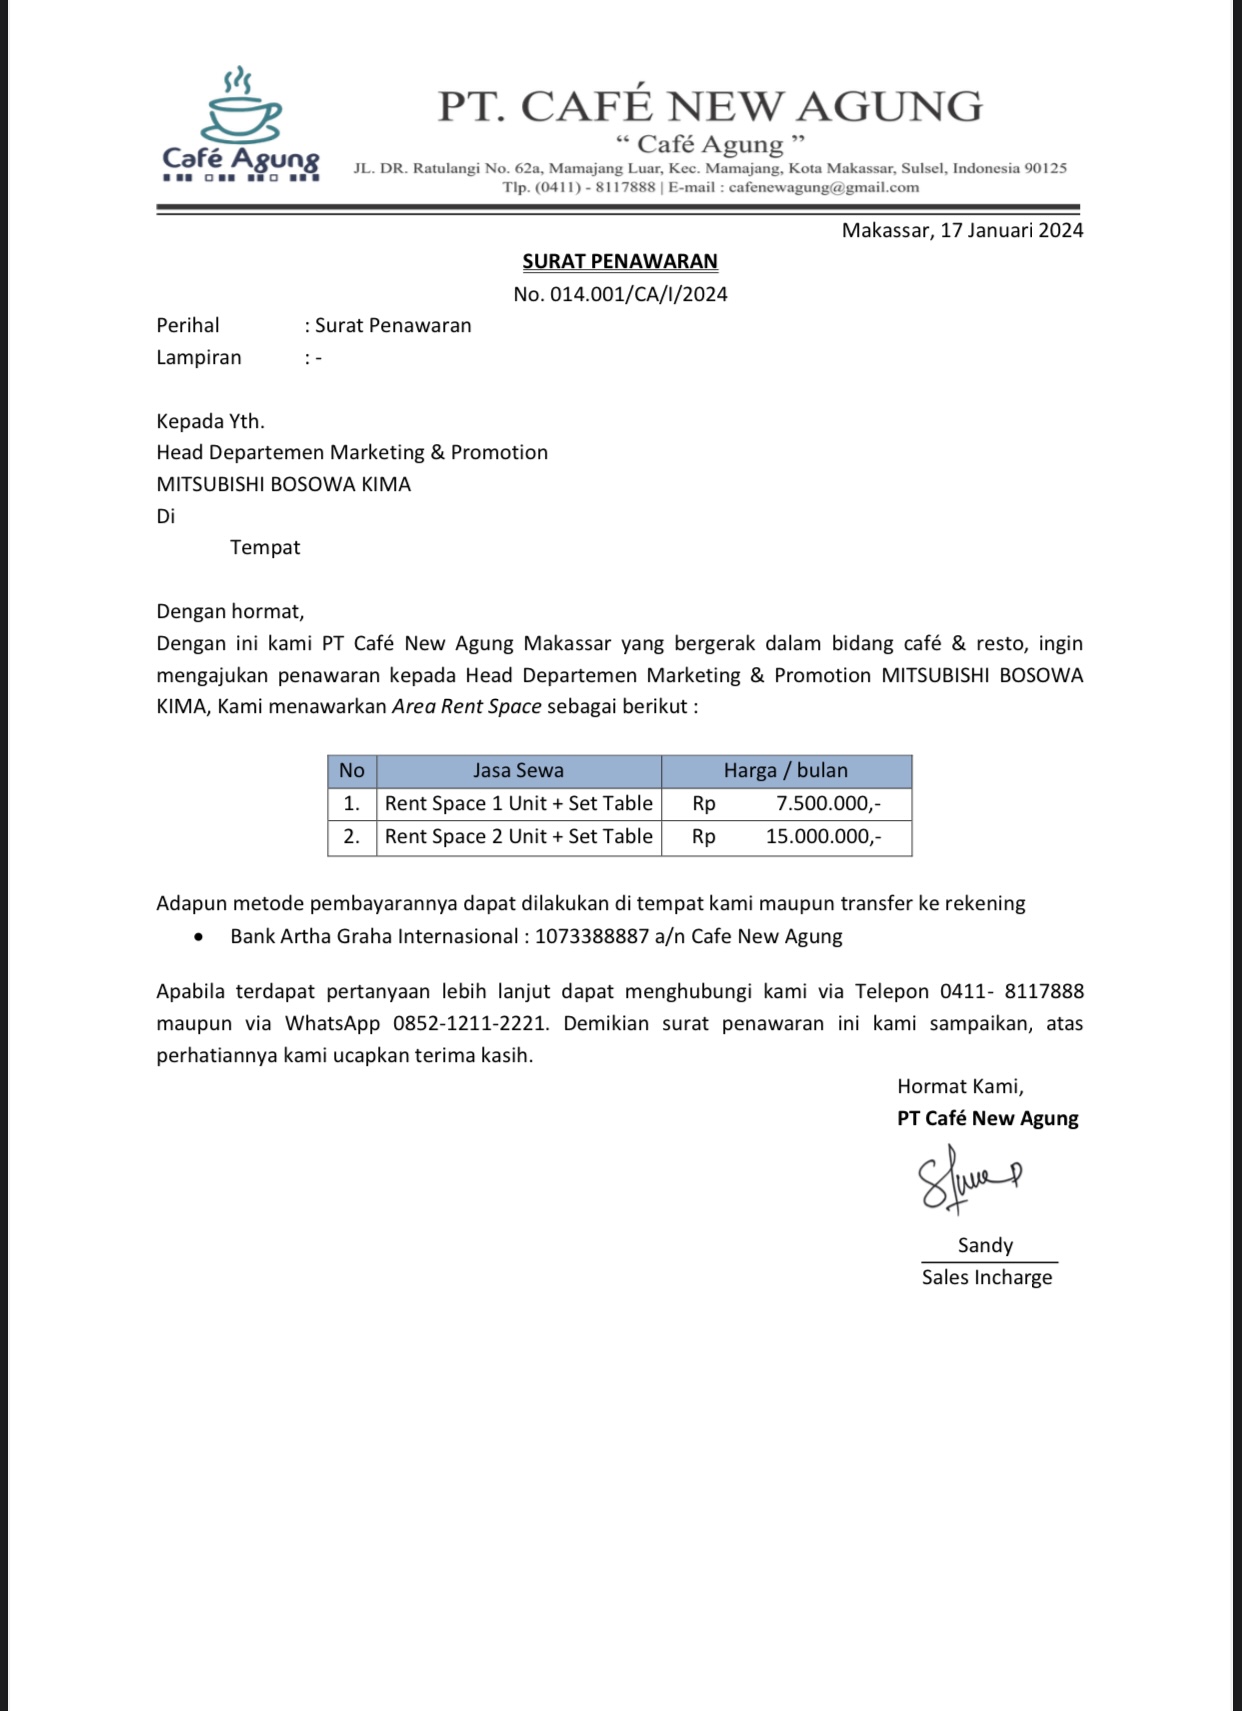 Café Agung
PT. CAFÉ NEW AGUNG
“ Café Agung ”
JL. DR. Ratulangi No. 62a, Mamajang Luar, Kec. Mamajang, Kota Makassar, Sulsel, Indonesia 90125
Tlp. (0411) - 8117888 | E-mail : cafenewagung@gmail.com
Makassar, 17 Januari 2024
SURAT PENAWARAN
No. 014.001/CA/I/2024
Perihal : Surat Penawaran
Lampiran : -
Kepada Yth.
Head Departemen Marketing & Promotion
MITSUBISHI BOSOWA KIMA
Di
Tempat
Dengan hormat,
Dengan ini kami PT Café New Agung Makassar yang bergerak dalam bidang café & resto, ingin
mengajukan penawaran kepada Head Departemen Marketing & Promotion MITSUBISHI BOSOWA
KIMA, Kami menawarkan Area Rent Space sebagai berikut :
No Jasa Sewa Harga / bulan
1. Rent Space 1 Unit + Set Table Rp 7.500.000,-
2. Rent Space 2 Unit + Set Table Rp 15.000.000,-
Adapun metode pembayarannya dapat dilakukan di tempat kami maupun transfer ke rekening
• Bank Artha Graha Internasional : 1073388887 a/n Cafe New Agung
Apabila terdapat pertanyaan lebih lanjut dapat menghubungi kami via Telepon 0411- 8117888
maupun via WhatsApp 0852-1211-2221. Demikian surat penawaran ini kami sampaikan, atas
perhatiannya kami ucapkan terima kasih.
Hormat Kami,
PT Café New Agung
Sandy
Sales Incharge